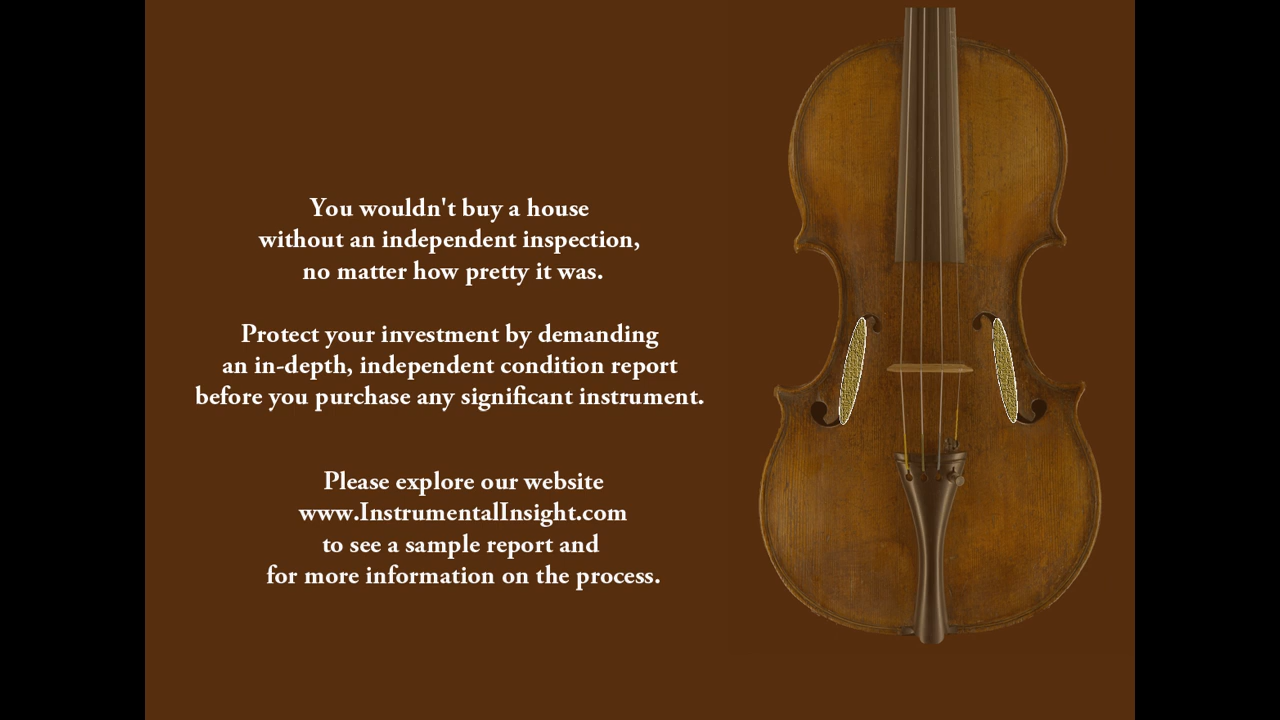 You wouldn't buy a house
without an independent inspection,
no matter how pretty it was.
Protect your investment by demanding
an in-depth, independent condition report
before you purchase any significant instrument.
Please explore our website
www.InstrumentalInsight.com
to see a sample report and
for more information on the process.